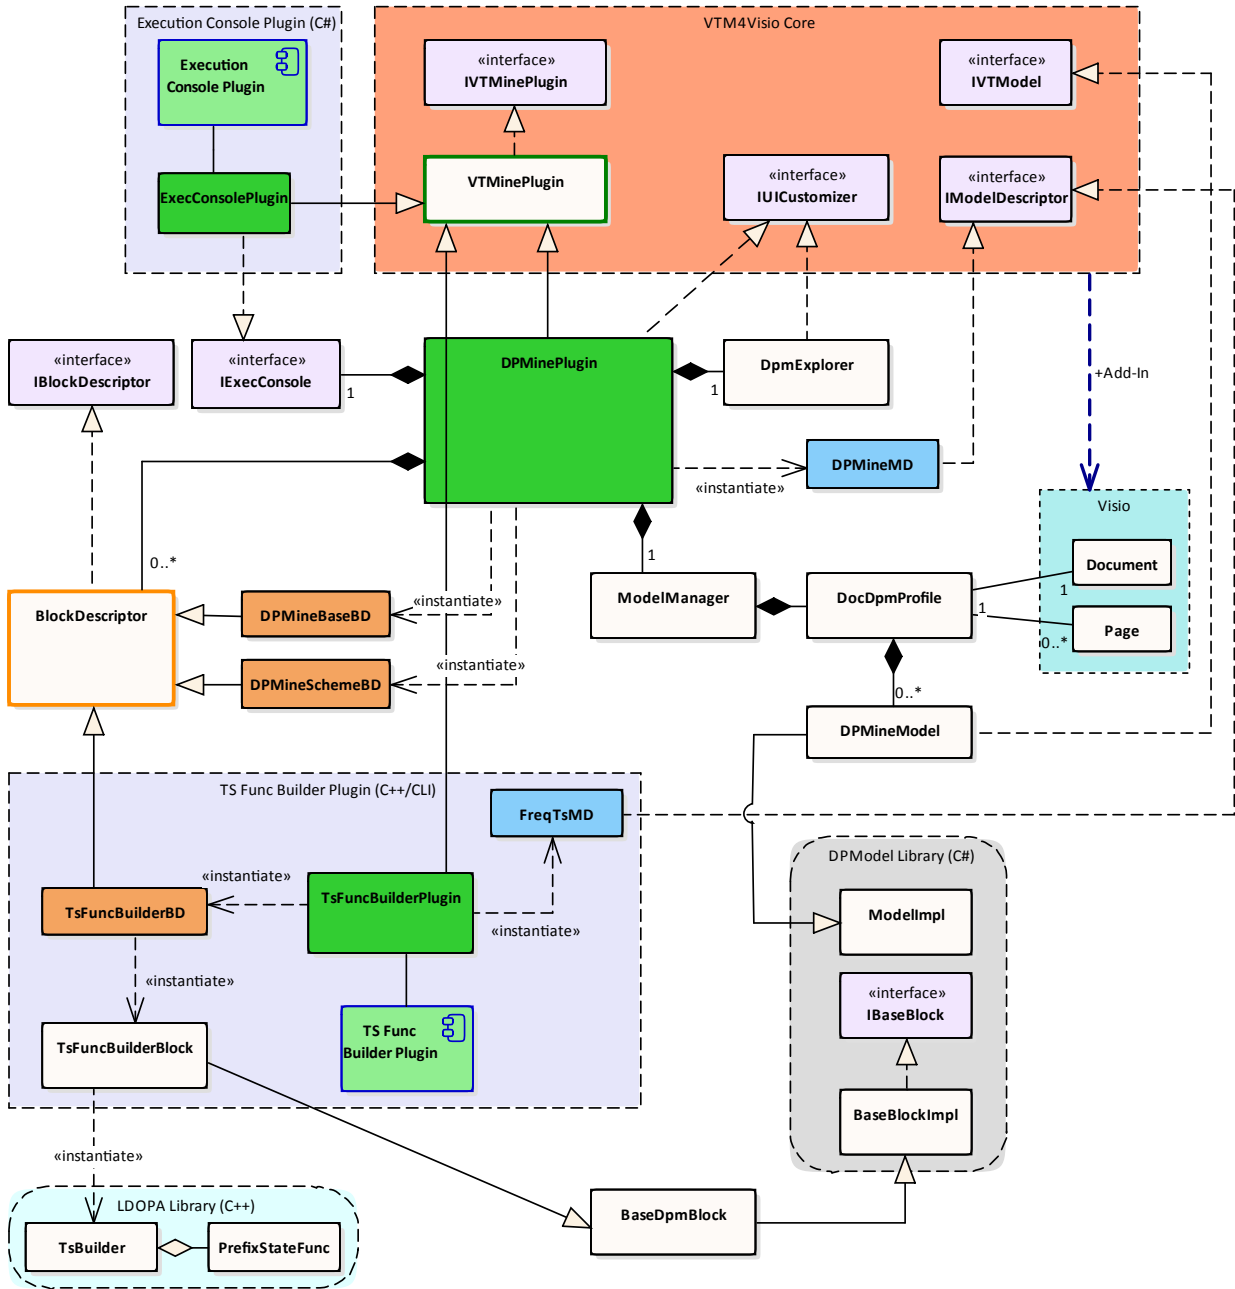 Execution Console Plugin (C#)
VTM4Visio Core
Execution
Console Plugin
«interface»
IVTMinePlugin
«interface»
IVTModel
ExecConsolePlugin
VTMinePlugin
«interface»
IUICustomizer
«interface»
IModelDescriptor
«interface»
IBlockDescriptor
«interface»
IExecConsole
1
DPMinePlugin
DpmExplorer
1
+Add-In
DPMineMD
«instantiate»
Visio
Document
1
Page
0..*
1
0..*
1
ModelManager
DocDpmProfile
BlockDescriptor
DPMineBaseBD
«instantiate»
DPMineSchemeBD
«instantiate»
0..*
DPMineModel
TS Func Builder Plugin (C++/CLI)
FreqTsMD
DPModel Library (C#)
«instantiate»
TsFuncBuilderBD
TsFuncBuilderPlugin
«instantiate»
ModelImpl
«instantiate»
«interface»
IBaseBlock
TsFuncBuilderBlock
TS Func
Builder Plugin
BaseBlockImpl
«instantiate»
LDOPA Library (C++)
TsBuilder
PrefixStateFunc
BaseDpmBlock